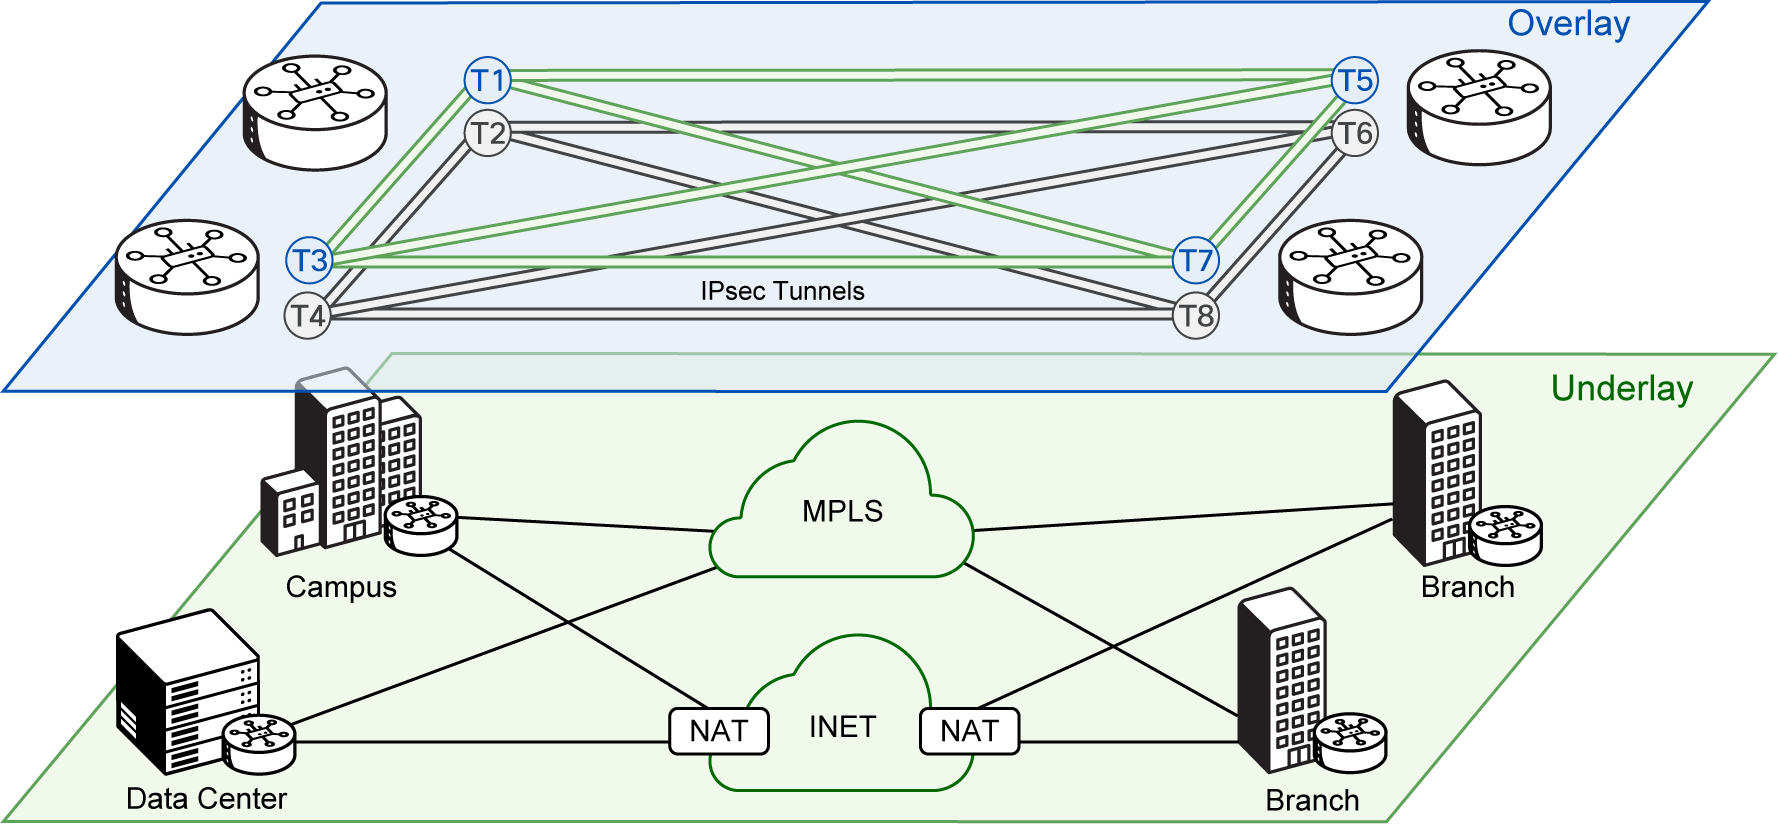 Overlay
T1
T5
T2
T6
T3
T7
IPsec Tunnels
T4
T8
Underlay
MPLS
Campus
Branch
NAT
INET
NAT
Data Center
Branch